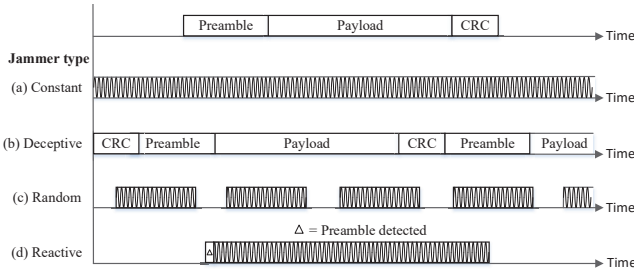 Preamble Payload CRC
Time
Jammer type
(a) Constant
Time
(b) Deceptive CRC Preamble Payload CRC Preamble Payload
Time
(c) Random
Time
Δ = Preamble detected
(d) Reactive Δ
Time